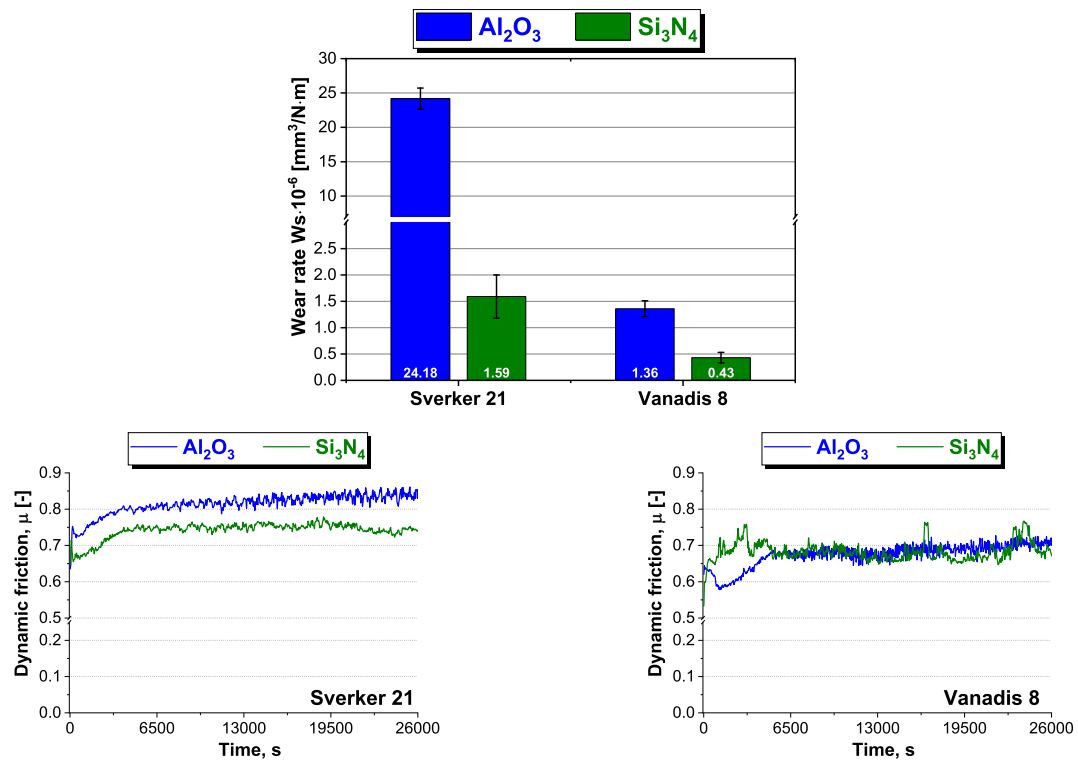 Al₂O₃ Si₃N₄
Wear rate Ws·10⁻⁶ [mm³/N·m]
30
25
20
15
10
2.5
2.0
1.5
1.0
0.5
0.0
24.18 1.59 1.36 0.43
Sverker 21 Vanadis 8
Al₂O₃ Si₃N₄
Dynamic friction, μ [-]
0.9
0.8
0.7
0.6
0.5
0.2
0.1
0.0
Sverker 21
0 6500 13000 19500 26000
Time, s
Al₂O₃ Si₃N₄
Dynamic friction, μ [-]
0.9
0.8
0.7
0.6
0.5
0.2
0.1
0.0
Vanadis 8
0 6500 13000 19500 26000
Time, s